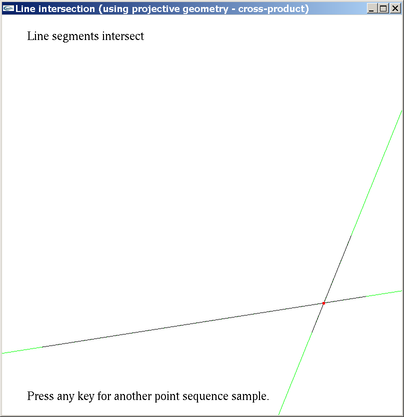 Line intersection (using projective geometry - cross-product)
Line segments intersect
Press any key for another point sequence sample.